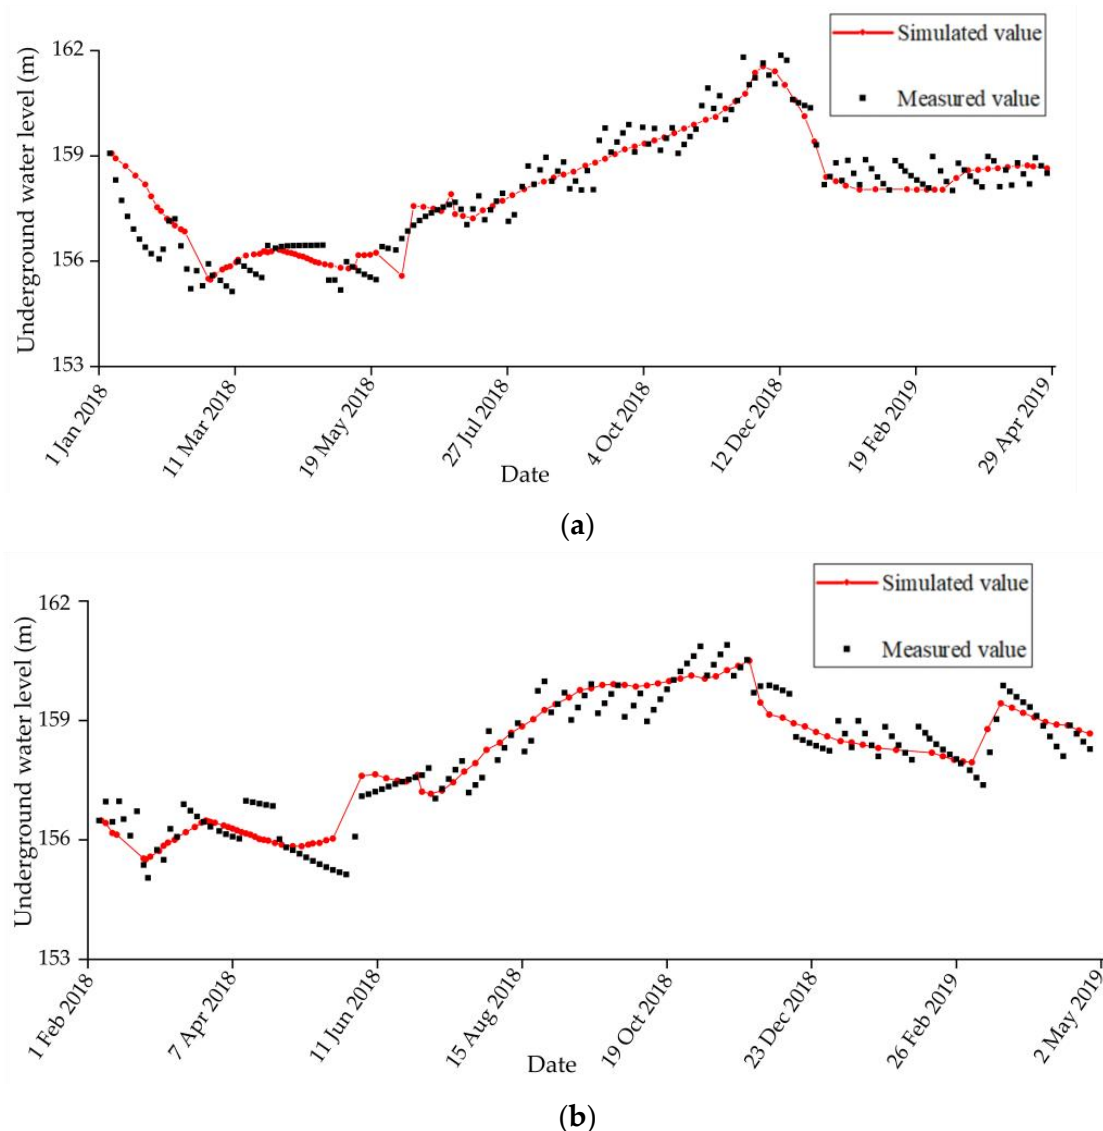 Simulated value
Measured value
162
159
156
153
Underground water level (m)
1 Jan 2018
11 Mar 2018
19 May 2018
27 Jul 2018
4 Oct 2018
12 Dec 2018
19 Feb 2019
29 Apr 2019
Date
(a)
Simulated value
Measured value
162
159
156
153
Underground water level (m)
1 Feb 2018
7 Apr 2018
11 Jun 2018
15 Aug 2018
19 Oct 2018
23 Dec 2018
26 Feb 2019
2 May 2019
Date
(b)